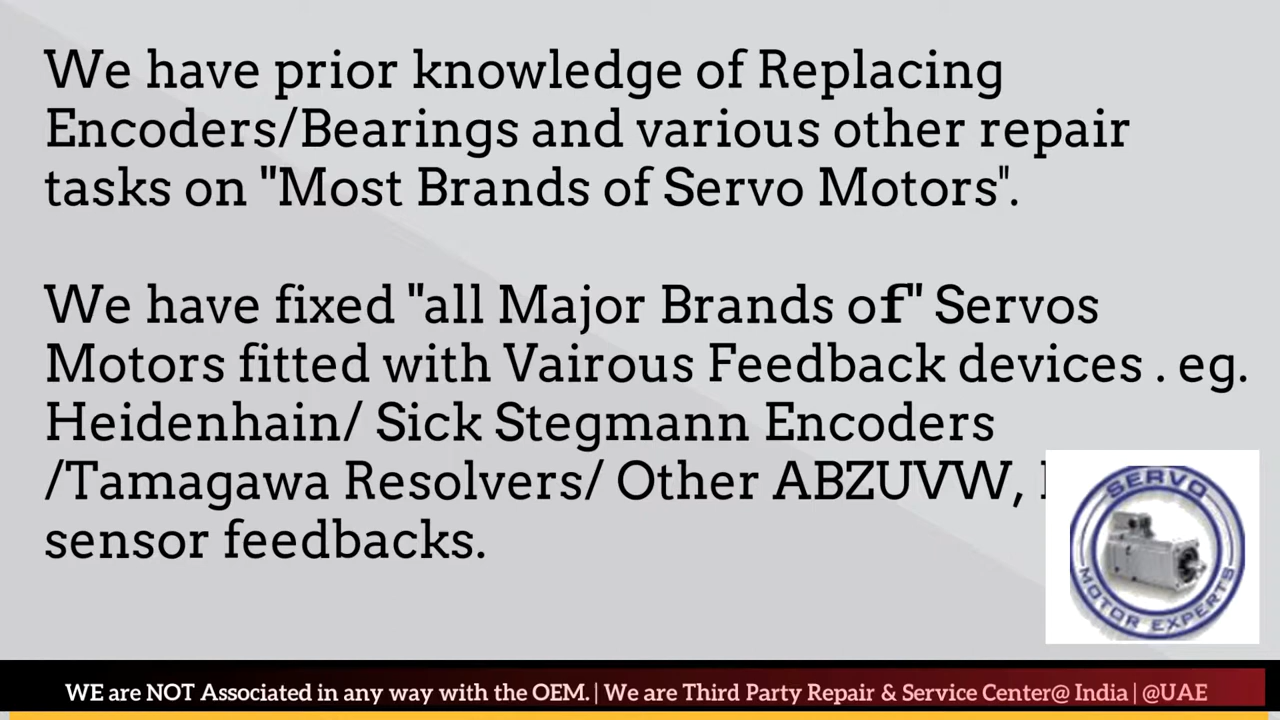 We have prior knowledge of Replacing
Encoders/Bearings and various other repair
tasks on "Most Brands of Servo Motors".
We have fixed "all Major Brands of" Servos
Motors fitted with Vairous Feedback devices . eg.
Heidenhain/ Sick Stegmann Encoders
/Tamagawa Resolvers/ Other ABZUVW,
sensor feedbacks.
SERVO
MOTOR EXPERTS
WE are NOT Associated in any way with the OEM. | We are Third Party Repair & Service Center@ India | @UAE